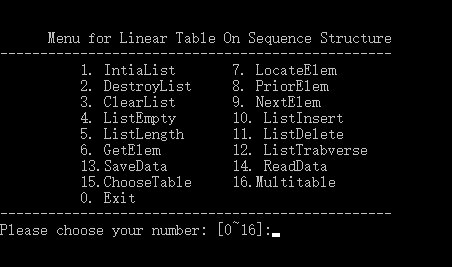 Menu for Linear Table On Sequence Structure
-------------------------------------------------
1. IntiaList 7. LocateElem
2. DestroyList 8. PriorElem
3. ClearList 9. NextElem
4. ListEmpty 10. ListInsert
5. ListLength 11. ListDelete
6. GetElem 12. ListTrabverse
13.SaveData 14. ReadData
15.ChooseTable 16.Multitable
0. Exit
-------------------------------------------------
Please choose your number: [0~16]:_